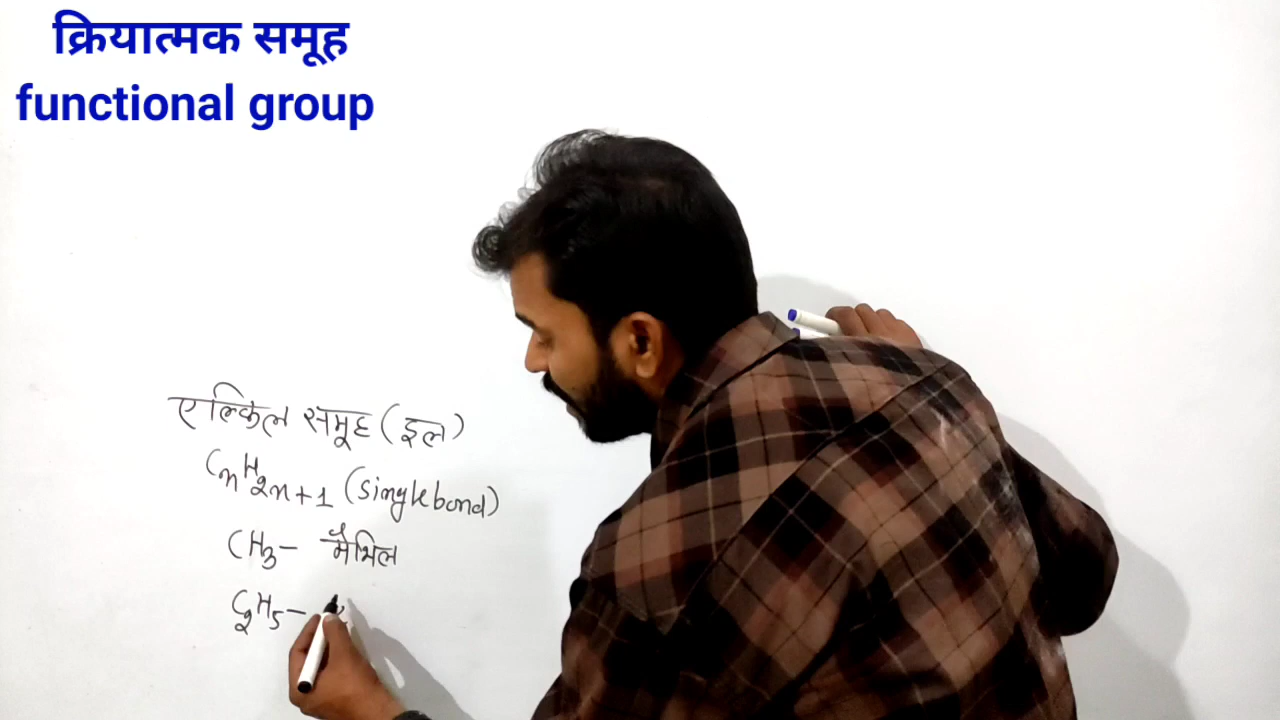 क्रियात्मक समूह
functional group
एल्किल समूह (इल)
CnH2n+1 (single bond)
CH3- मैथिल
C2H5-